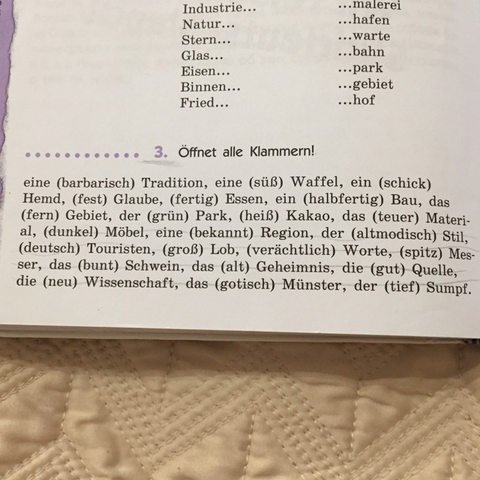 Industrie... ...malerei
Natur... ...hafen
Stern... ...warte
Glas... ...bahn
Eisen... ...park
Binnen... ...gebiet
Fried... ...hof
3. Öffnet alle Klammern!
eine (barbarisch) Tradition, eine (süß) Waffel, ein (schick)
Hemd, (fest) Glaube, (fertig) Essen, ein (halbfertig) Bau, das
(fern) Gebiet, der (grün) Park, (heiß) Kakao, das (teuer) Materi-
al, (dunkel) Möbel, eine (bekannt) Region, der (altmodisch) Stil,
(deutsch) Touristen, (groß) Lob, (verächtlich) Worte, (spitz) Mes-
ser, das (bunt) Schwein, das (alt) Geheimnis, die (gut) Quelle,
die (neu) Wissenschaft, das (gotisch) Münster, der (tief) Sumpf.